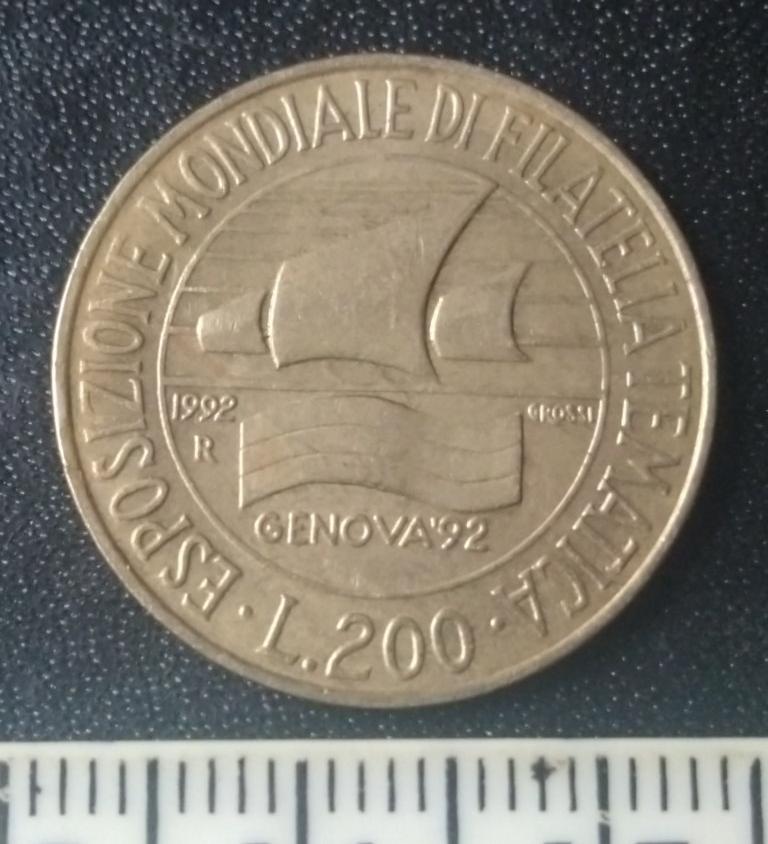 · ESPOSIZIONE MONDIALE DI FILATELIA TEMATICA ·
1992
GROSSI
R
GENOVA'92
L.200